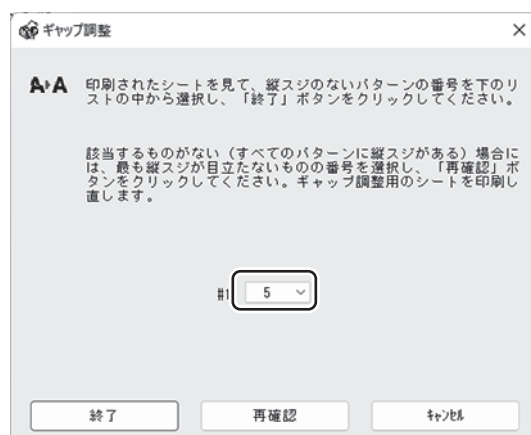 ギャップ調整
A A 印刷されたシートを見て、縦スジのないパターンの番号を下のリ
ストの中から選択し、「終了」ボタンをクリックしてください。
該当するものがない（すべてのパターンに縦スジがある）場合に
は、最も縦スジが目立たないものの番号を選択し、「再確認」ボ
タンをクリックしてください。ギャップ調整用のシートを印刷し
直します。
#1 5
終了 再確認 ｷｬﾝｾﾙ